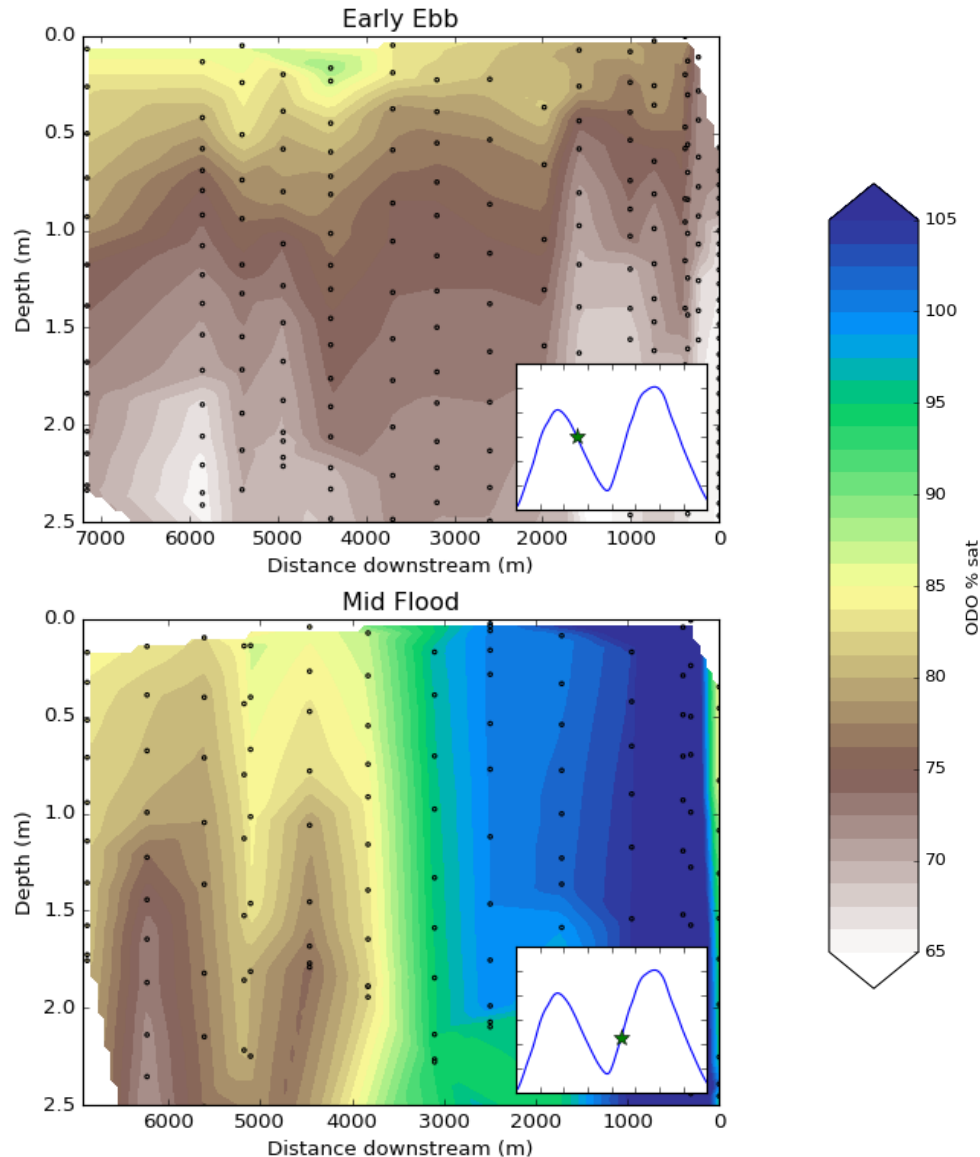 Early Ebb
0.0
0.5
1.0
1.5
2.0
2.5
Depth (m)
7000 6000 5000 4000 3000 2000 1000 0
Distance downstream (m)
Mid Flood
0.0
0.5
1.0
1.5
2.0
2.5
Depth (m)
6000 5000 4000 3000 2000 1000 0
Distance downstream (m)
105
100
95
90
85
80
75
70
65
ODO % sat